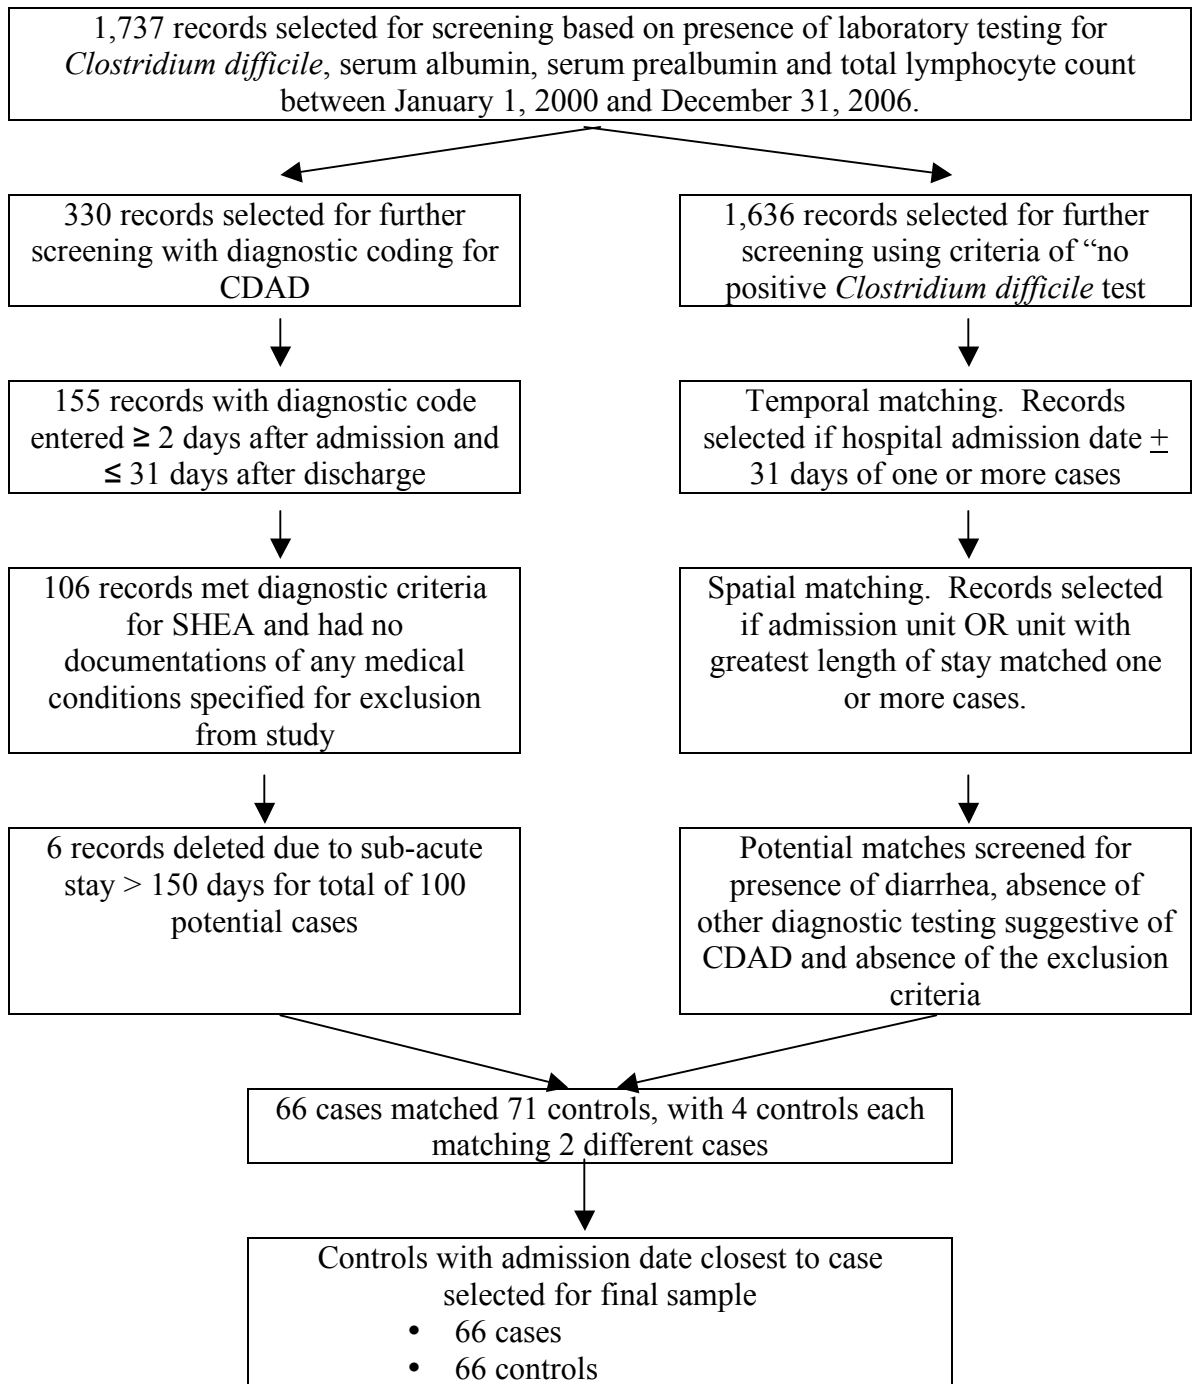 1,737 records selected for screening based on presence of laboratory testing for
Clostridium difficile, serum albumin, serum prealbumin and total lymphocyte count
between January 1, 2000 and December 31, 2006.
330 records selected for further
screening with diagnostic coding for
CDAD
1,636 records selected for further
screening using criteria of “no
positive Clostridium difficile test
155 records with diagnostic code
entered ≥ 2 days after admission and
≤ 31 days after discharge
Temporal matching. Records
selected if hospital admission date ±
31 days of one or more cases
106 records met diagnostic criteria
for SHEA and had no
documentations of any medical
conditions specified for exclusion
from study
Spatial matching. Records selected
if admission unit OR unit with
greatest length of stay matched one
or more cases.
6 records deleted due to sub-acute
stay > 150 days for total of 100
potential cases
Potential matches screened for
presence of diarrhea, absence of
other diagnostic testing suggestive of
CDAD and absence of the exclusion
criteria
66 cases matched 71 controls, with 4 controls each
matching 2 different cases
Controls with admission date closest to case
selected for final sample
• 66 cases
• 66 controls